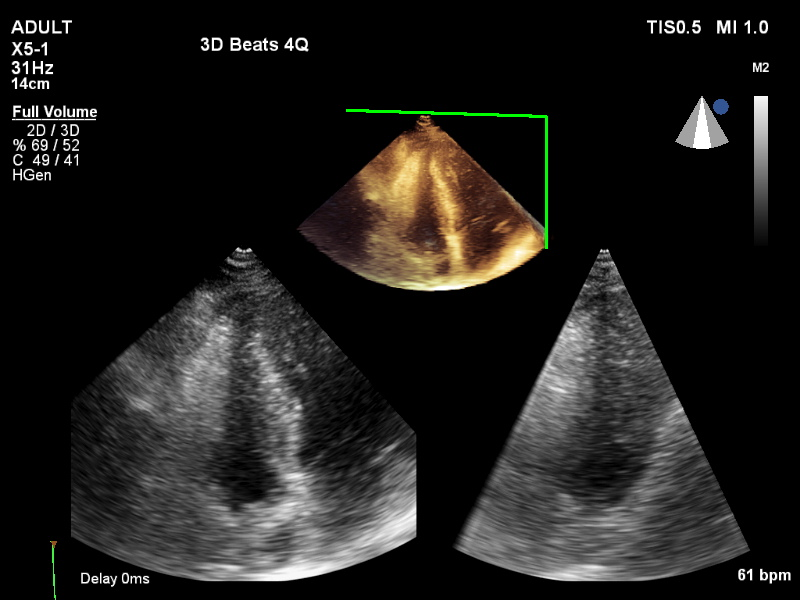 ADULT
X5-1
31Hz
14cm
Full Volume
2D / 3D
% 69 / 52
C 49 / 41
HGen
3D Beats 4Q
TIS0.5 MI 1.0
M2
Delay 0ms
61 bpm